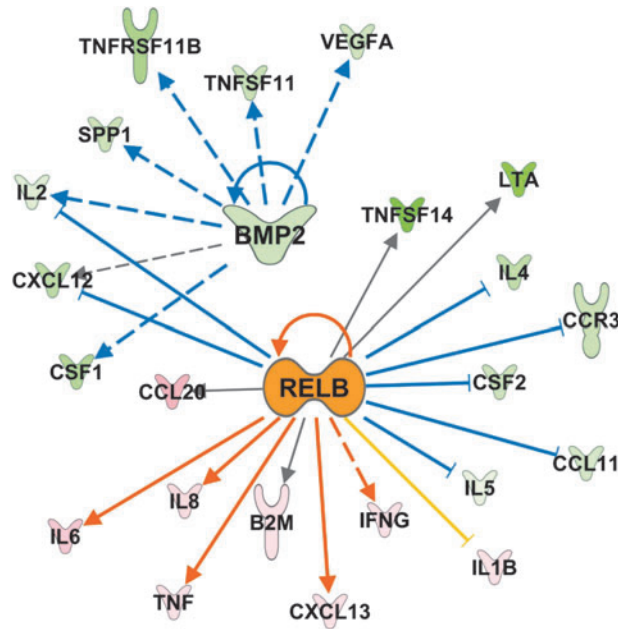 VEGFA
TNFRSF11B
TNFSF11
SPP1
IL2
LTA
TNFSF14
BMP2
CXCL12
IL4
CCR3
CSF1
CCL20
RELB
CSF2
CCL11
IL5
IL8
B2M
IFNG
IL6
IL1B
TNF
CXCL13